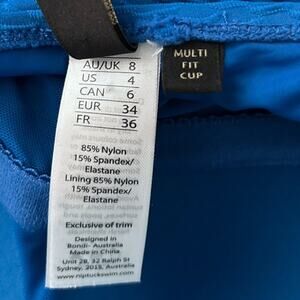 AU/UK 8
US 4
CAN 6
EUR 34
FR 36
85% Nylon
15% Spandex/
Elastane
Lining 85% Nylon
15% Spandex/
Elastane
Exclusive of trim
Designed in
Bondi- Australia
Made in China
Unit 28, 32 Ralph St
Sydney, 2015, Australia
www.niptuckswim.com
MULTI
FIT
CUP